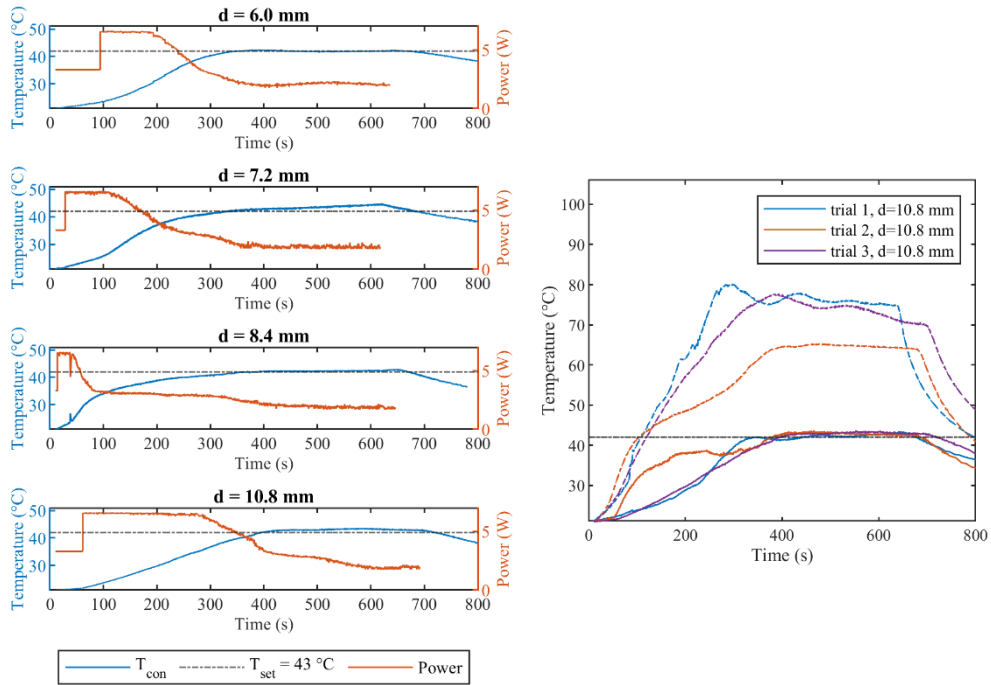 d = 6.0 mm
Temperature (°C)
50
40
30
5
0
Power (W)
0 100 200 300 400 500 600 700 800
Time (s)
d = 7.2 mm
Temperature (°C)
50
40
30
5
0
Power (W)
0 100 200 300 400 500 600 700 800
Time (s)
d = 8.4 mm
Temperature (°C)
50
40
30
5
0
Power (W)
0 100 200 300 400 500 600 700 800
Time (s)
d = 10.8 mm
Temperature (°C)
50
40
30
5
0
Power (W)
0 100 200 300 400 500 600 700 800
Time (s)
T_con T_set = 43 °C Power
Temperature (°C)
100
90
80
70
60
50
40
30
trial 1, d=10.8 mm
trial 2, d=10.8 mm
trial 3, d=10.8 mm
0 200 400 600 800
Time (s)